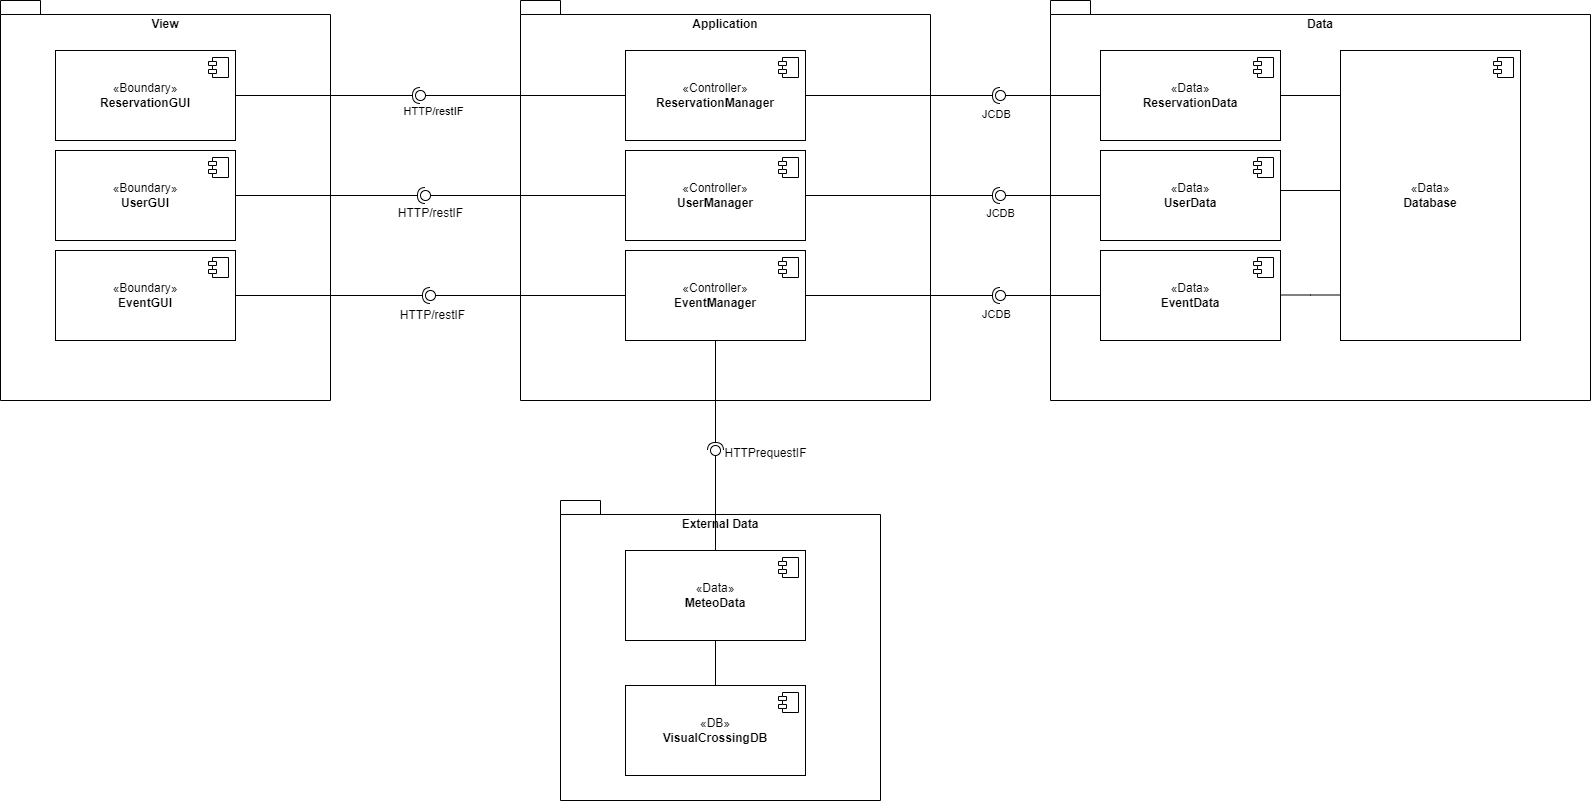 View
Application
Data
«Boundary»
ReservationGUI
HTTP/restIF
«Controller»
ReservationManager
JCDB
«Data»
ReservationData
«Boundary»
UserGUI
HTTP/restIF
«Controller»
UserManager
JCDB
«Data»
UserData
«Data»
Database
«Boundary»
EventGUI
HTTP/restIF
«Controller»
EventManager
JCDB
«Data»
EventData
HTTPrequestIF
External Data
«Data»
MeteoData
«DB»
VisualCrossingDB